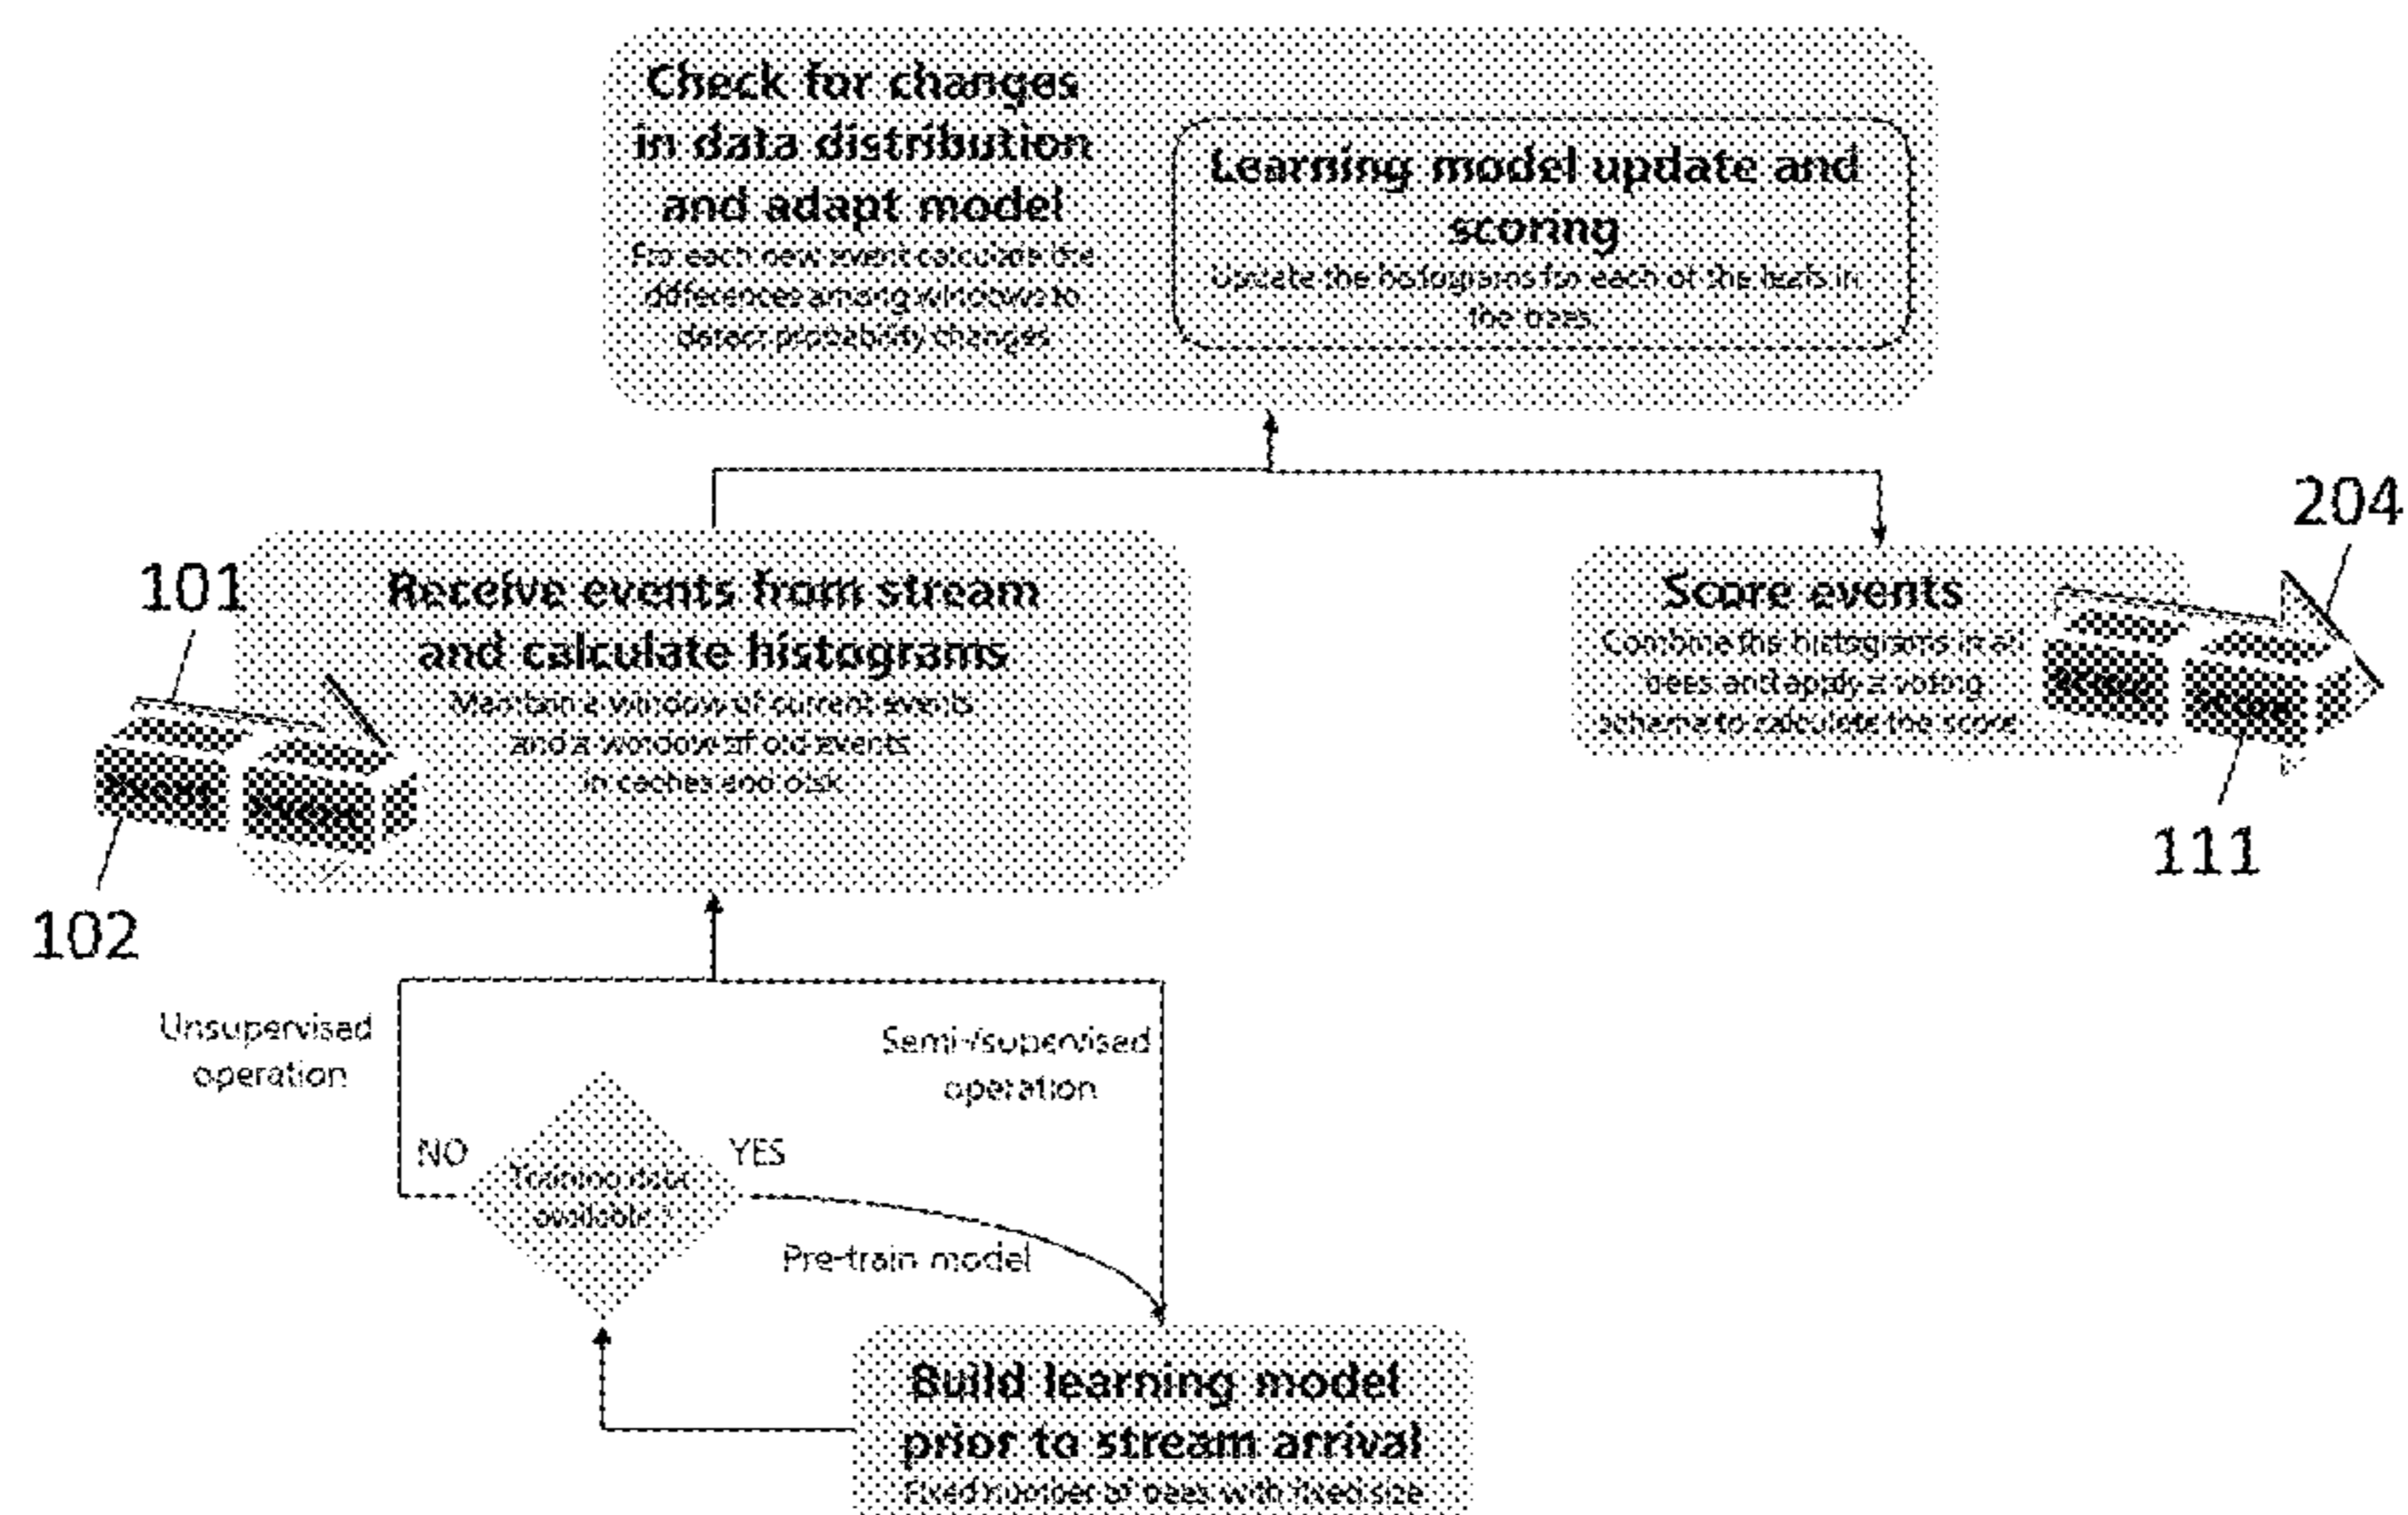 Check for changes
in data distribution
and adapt model
For each new event calculate the
differences among windows to
detect probability changes
Learning model update and
scoring
Update the histograms for each of the leafs in
the trees.
204
101
Receive events from stream
and calculate histograms
Maintain a window of current events
and a window of old events
in caches and disk
event
event
102
Score events
Combine the histograms in all
trees and apply a voting
scheme to calculate the score
score
score
111
Unsupervised
operation
Semi-/supervised
operation
NO
YES
Training data
available?
Pre-train model
Build learning model
prior to stream arrival
Fixed number of trees with fixed size